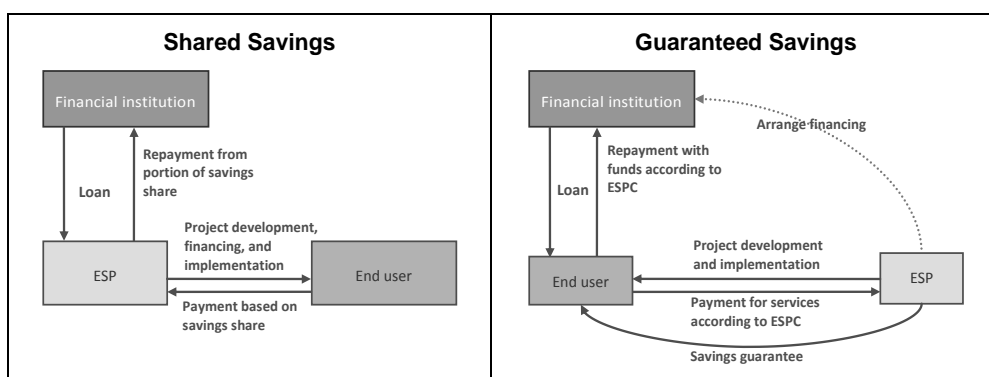 Shared Savings
Financial institution
Loan
Repayment from
portion of savings
share
Project development,
financing, and
implementation
ESP
End user
Payment based on
savings share
Guaranteed Savings
Financial institution
Arrange financing
Loan
Repayment with
funds according to
ESPC
Project development
and implementation
End user
ESP
Payment for services
according to ESPC
Savings guarantee